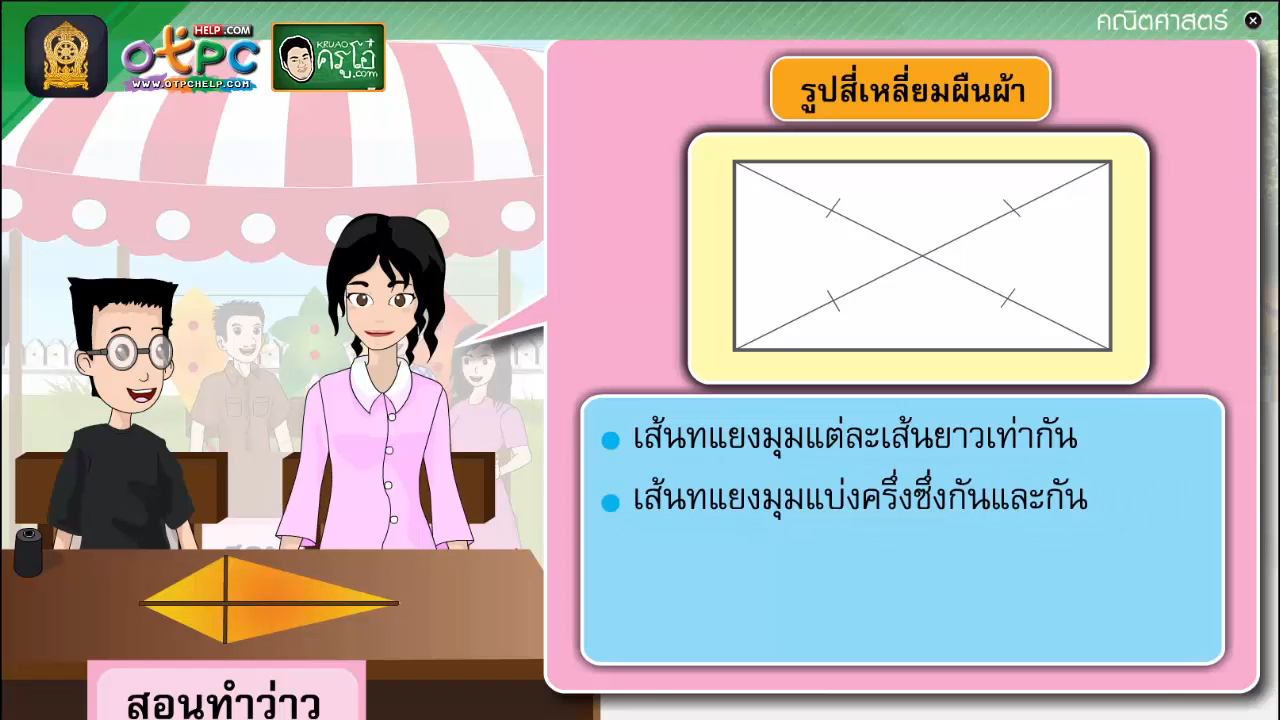 คณิตศาสตร์
HELP.COM
OTPC
WWW.OTPCHELP.COM
KRUAO
ครูโอ๋
.com
รูปสี่เหลี่ยมผืนผ้า
เส้นทแยงมุมแต่ละเส้นยาวเท่ากัน
เส้นทแยงมุมแบ่งครึ่งซึ่งกันและกัน
สอนทำว่าว